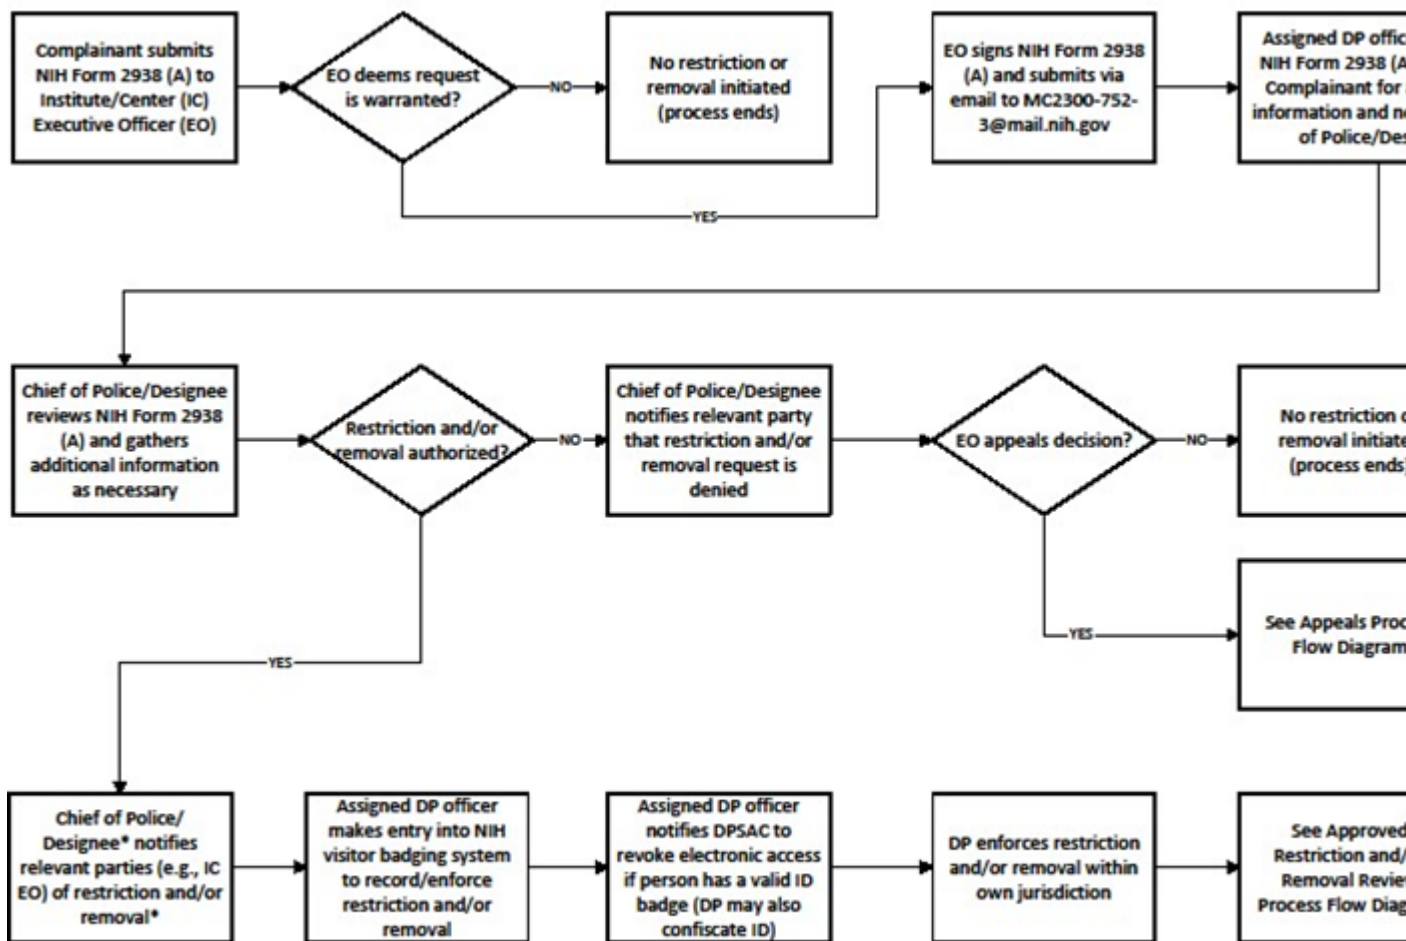 Complainant submits
NIH Form 2938 (A) to
Institute/Center (IC)
Executive Officer (EO)
EO deems request
is warranted?
NO
No restriction or
removal initiated
(process ends)
EO signs NIH Form 2938
(A) and submits via
email to MC2300-752-
3@mail.nih.gov
Assigned DP offic
NIH Form 2938 (A
Complainant for
information and n
of Police/Des
YES
Chief of Police/Designee
reviews NIH Form 2938
(A) and gathers
additional information
as necessary
Restriction and/or
removal authorized?
NO
Chief of Police/Designee
notifies relevant party
that restriction and/or
removal request is
denied
EO appeals decision?
NO
No restriction
removal initiate
(process ends)
YES
See Appeals Proc
Flow Diagram
YES
Chief of Police/
Designee* notifies
relevant parties (e.g., IC
EO) of restriction and/or
removal*
Assigned DP officer
makes entry into NIH
visitor badging system
to record/enforce
restriction and/or
removal
Assigned DP officer
notifies DPSAC to
revoke electronic access
if person has a valid ID
badge (DP may also
confiscate ID)
DP enforces restriction
and/or removal within
own jurisdiction
See Approved
Restriction and/
Removal Revie
Process Flow Diag